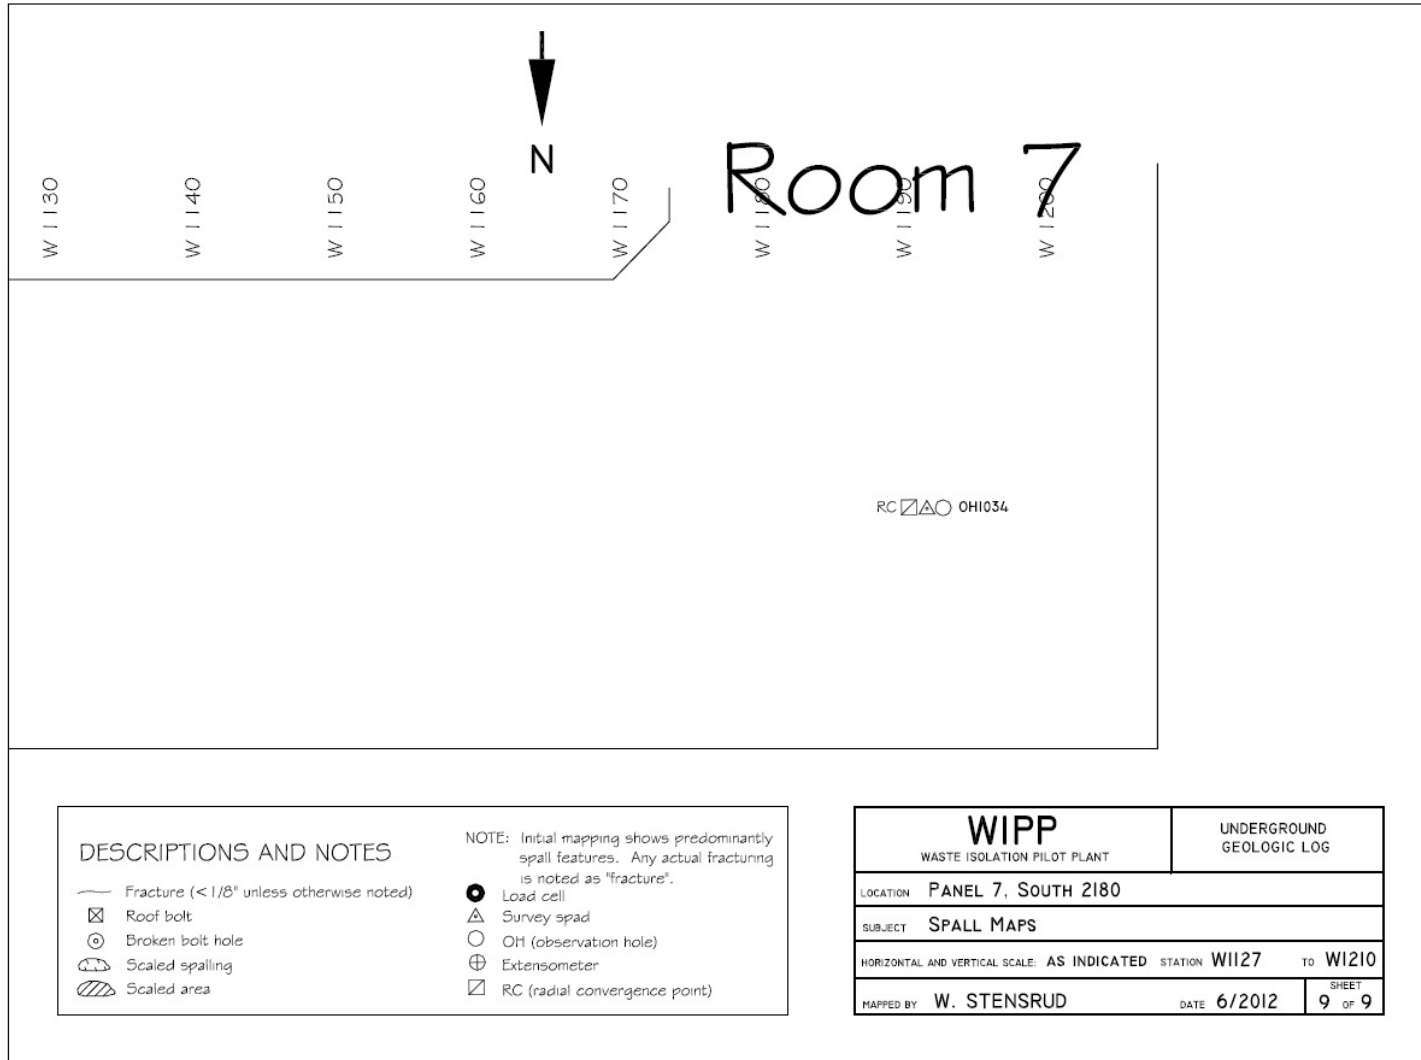 N
Room 7
W 1130
W 1140
W 1150
W 1160
W 1170
W 1180
W 1190
W 1200
RC OH1034
DESCRIPTIONS AND NOTES
Fracture (< 1/8" unless otherwise noted)
Roof bolt
Broken bolt hole
Scaled spalling
Scaled area
NOTE: Initial mapping shows predominantly
spall features. Any actual fracturing
is noted as "fracture".
Load cell
Survey spad
OH (observation hole)
Extensometer
RC (radial convergence point)
WIPP
WASTE ISOLATION PILOT PLANT
UNDERGROUND
GEOLOGIC LOG
LOCATION PANEL 7, SOUTH 2180
SUBJECT SPALL MAPS
HORIZONTAL AND VERTICAL SCALE: AS INDICATED STATION W1127 TO W1210
MAPPED BY W. STENSRUD DATE 6/2012
SHEET
9 OF 9